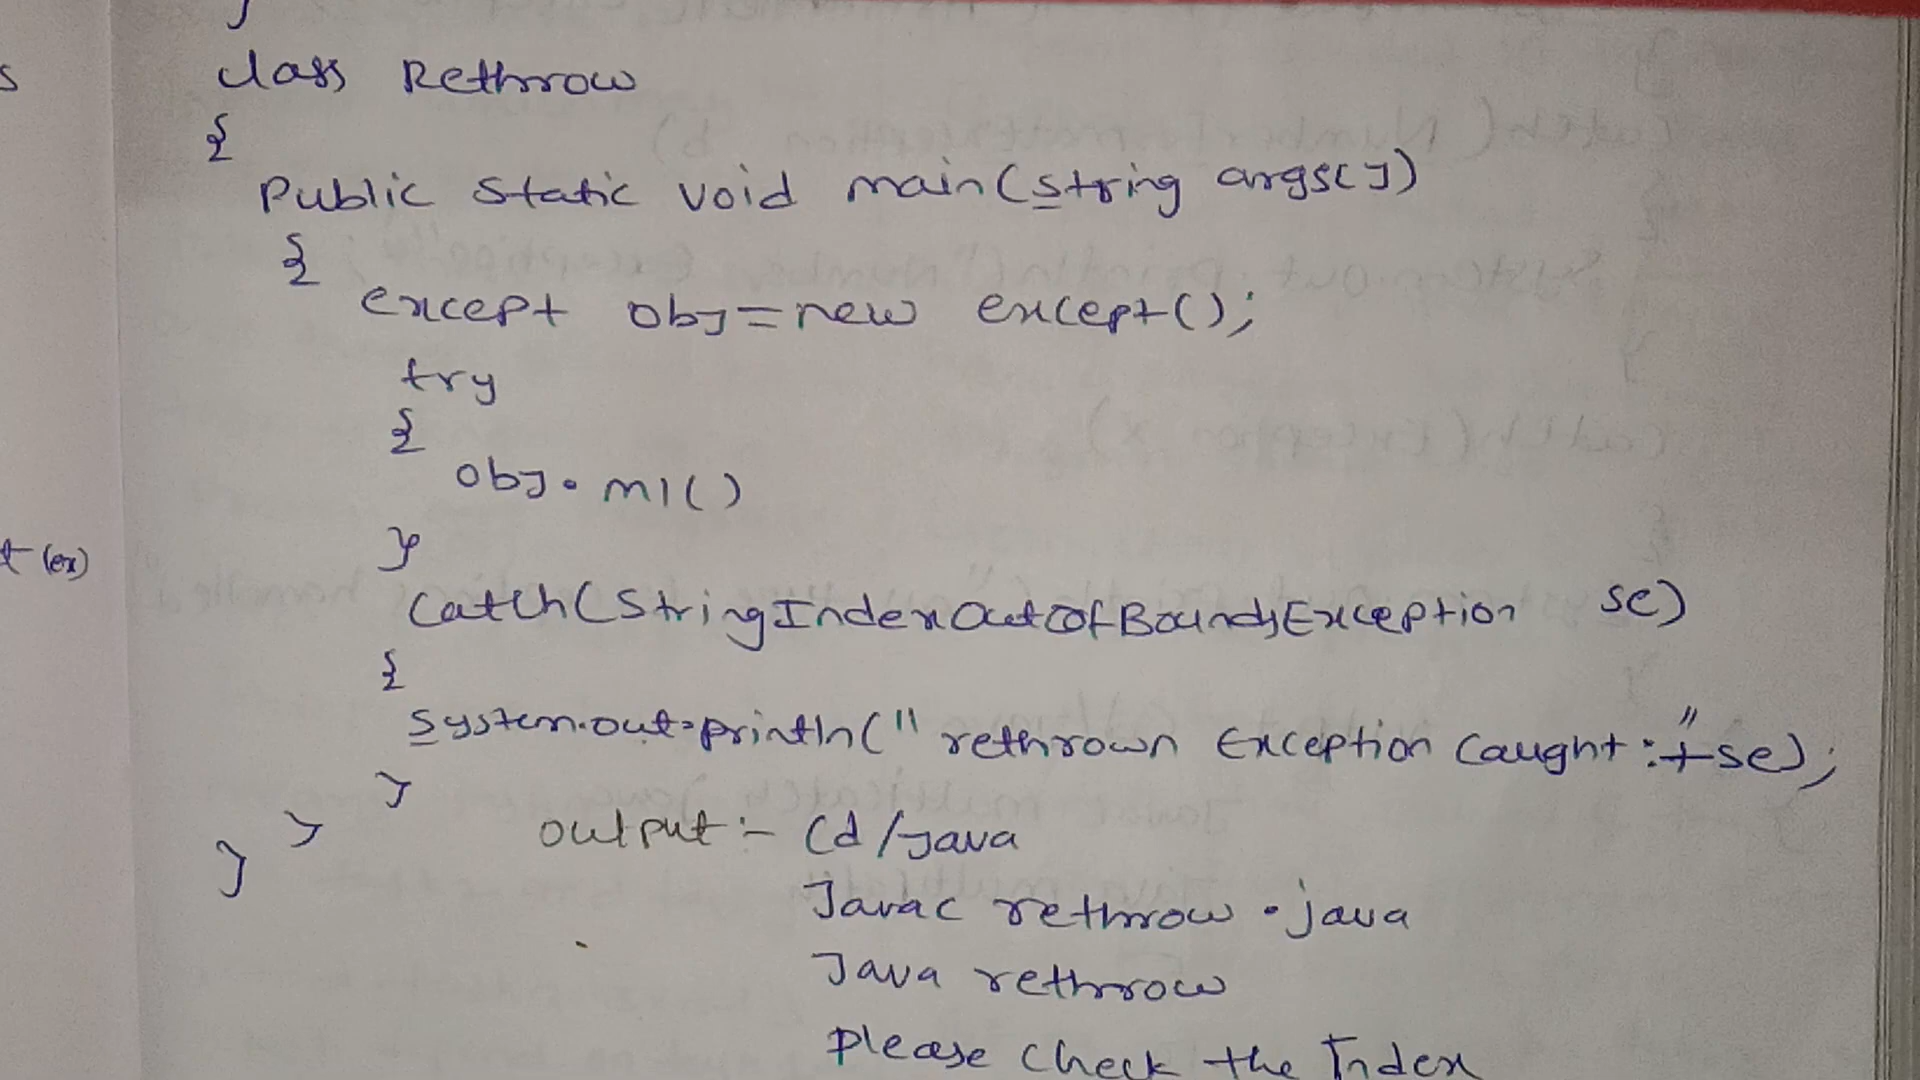 }
class Rethrow
s
{
Public static void main(string args[])
{
except obj=new except();
try
{
obj.m1()
}
t (ex)
catch(StringIndexOutOfBoundsException se)
{
system.out.println(" rethrown Exception Caught :"+se);
}
}
output :- cd/java
}
Javac rethrow .java
Java rethrow
please check the Index